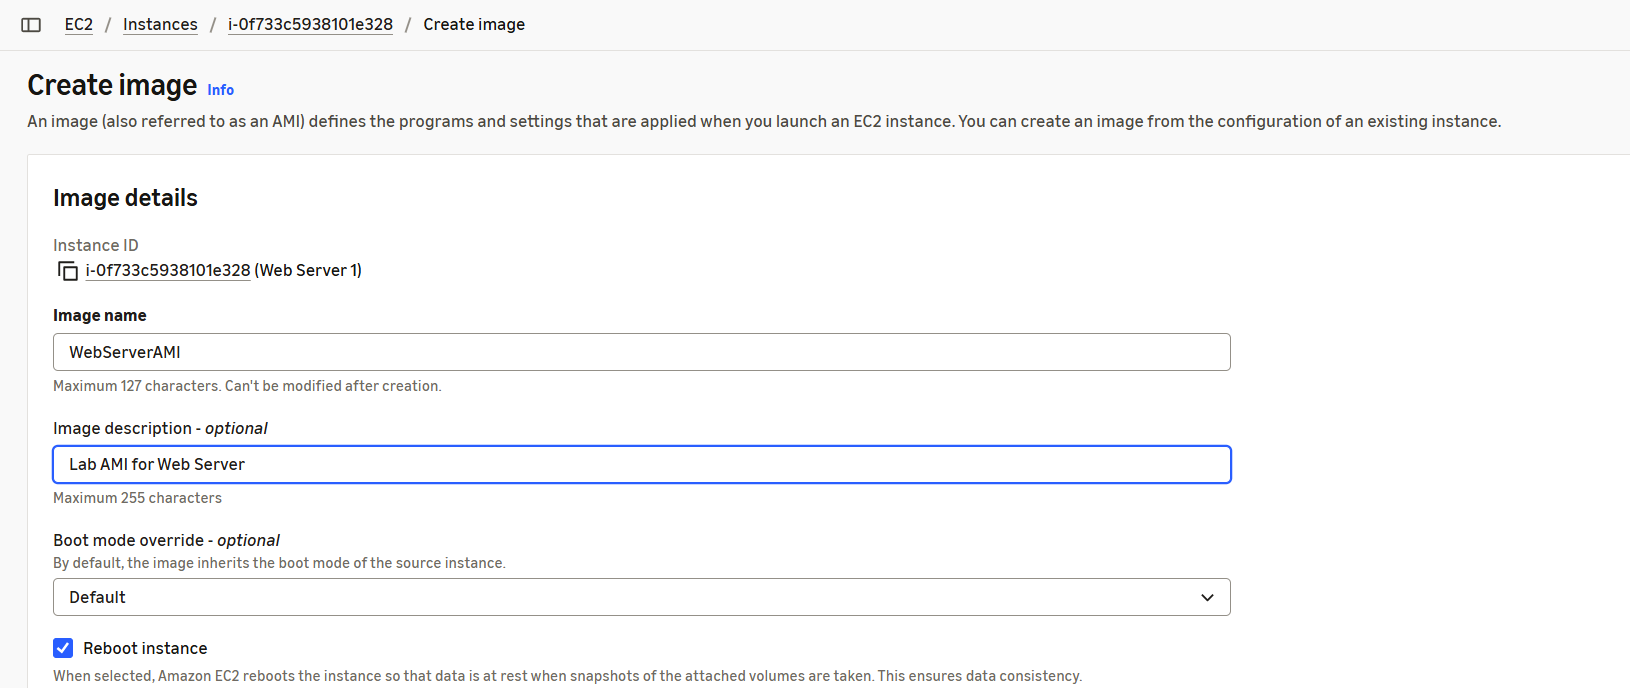 EC2 / Instances / i-0f733c5938101e328 / Create image
Create image Info
An image (also referred to as an AMI) defines the programs and settings that are applied when you launch an EC2 instance. You can create an image from the configuration of an existing instance.
Image details
Instance ID
i-0f733c5938101e328 (Web Server 1)
Image name
WebServerAMI
Maximum 127 characters. Can't be modified after creation.
Image description - optional
Lab AMI for Web Server
Maximum 255 characters
Boot mode override - optional
By default, the image inherits the boot mode of the source instance.
Default
Reboot instance
When selected, Amazon EC2 reboots the instance so that data is at rest when snapshots of the attached volumes are taken. This ensures data consistency.